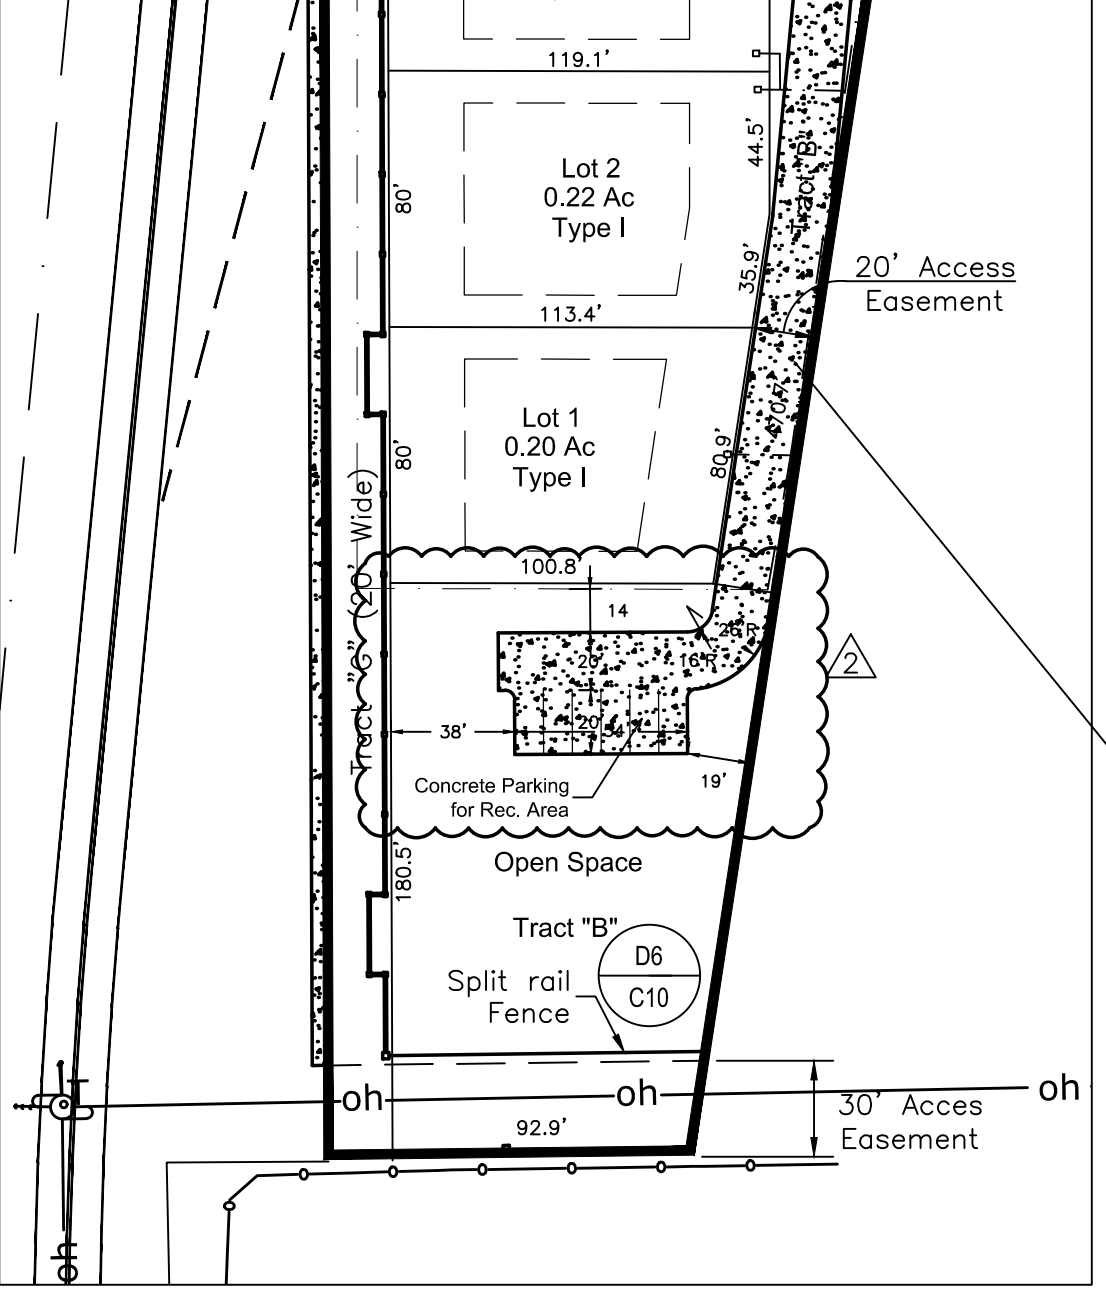 119.1'
44.5'
Tract "B"
Lot 2
0.22 Ac
Type I
80'
35.9'
20' Access
Easement
113.4'
Lot 1
0.20 Ac
Type I
80'
80.9'
Tract "G" (20' Wide)
100.8'
14
26'R
16'R
20'
2
20'
54'
38'
19'
Concrete Parking
for Rec. Area
Open Space
180.5'
Tract "B"
D6
C10
Split rail
Fence
oh
oh
oh
30' Acces
Easement
92.9'
oh